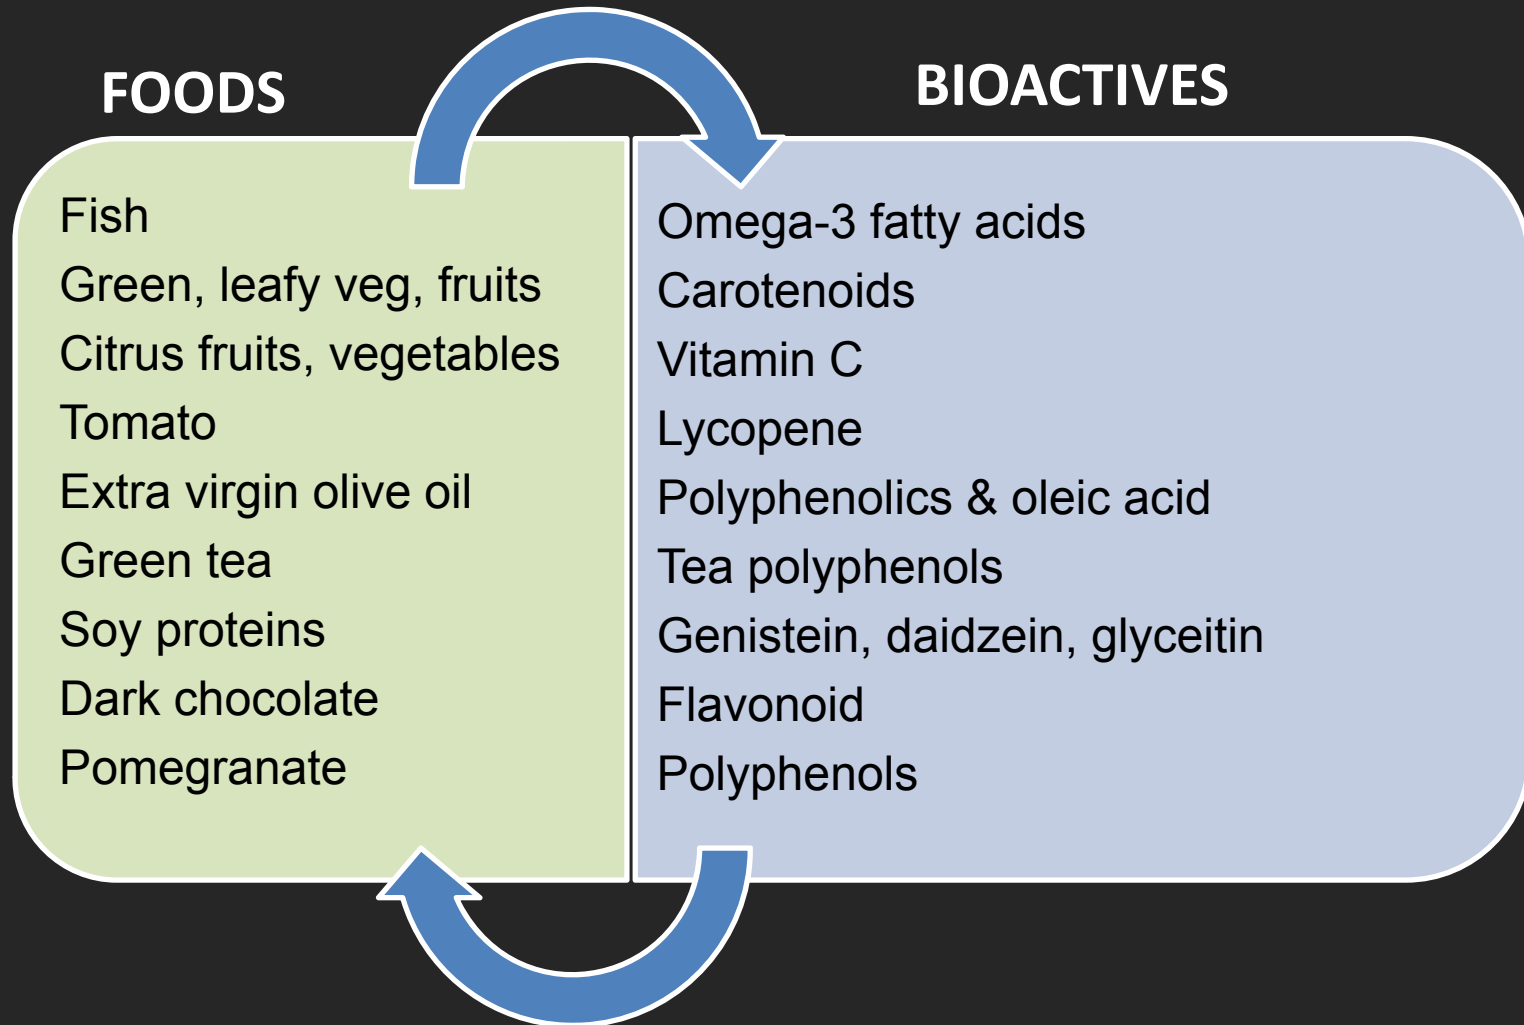 FOODS
BIOACTIVES
Fish
Green, leafy veg, fruits
Citrus fruits, vegetables
Tomato
Extra virgin olive oil
Green tea
Soy proteins
Dark chocolate
Pomegranate
Omega-3 fatty acids
Carotenoids
Vitamin C
Lycopene
Polyphenolics & oleic acid
Tea polyphenols
Genistein, daidzein, glyceitin
Flavonoid
Polyphenols